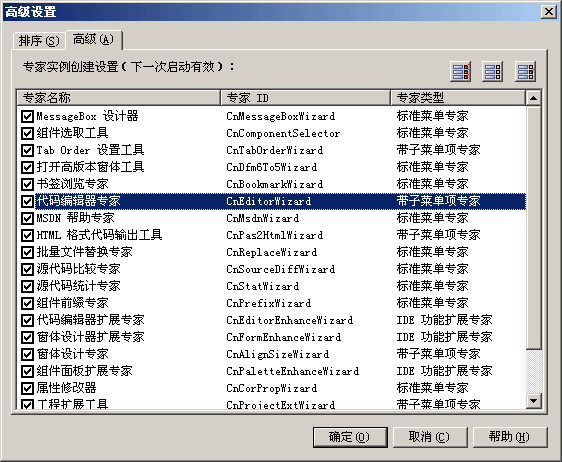 高级设置
排序(S) 高级(A)
专家实例创建设置(下一次启动有效):
专家名称 专家 ID 专家类型
MessageBox 设计器 CnMessageBoxWizard 标准菜单专家
组件选取工具 CnComponentSelector 标准菜单专家
Tab Order 设置工具 CnTabOrderWizard 带子菜单项专家
打开高版本窗体工具 CnDfm6To5Wizard 标准菜单专家
书签浏览专家 CnBookmarkWizard 标准菜单专家
代码编辑器专家 CnEditorWizard 带子菜单项专家
MSDN 帮助专家 CnMsdnWizard 标准菜单专家
HTML 格式代码输出工具 CnPas2HtmlWizard 带子菜单项专家
批量文件替换专家 CnReplaceWizard 标准菜单专家
源代码比较专家 CnSourceDiffWizard 标准菜单专家
源代码统计专家 CnStatWizard 标准菜单专家
组件前缀专家 CnPrefixWizard 标准菜单专家
代码编辑器扩展专家 CnEditorEnhanceWizard IDE 功能扩展专家
窗体设计器扩展专家 CnFormEnhanceWizard IDE 功能扩展专家
窗体设计专家 CnAlignSizeWizard 带子菜单项专家
组件面板扩展专家 CnPaletteEnhanceWizard IDE 功能扩展专家
属性修改器 CnCorPropWizard 标准菜单专家
工程扩展工具 CnProjectExtWizard 带子菜单项专家
确定(O) 取消(C) 帮助(H)